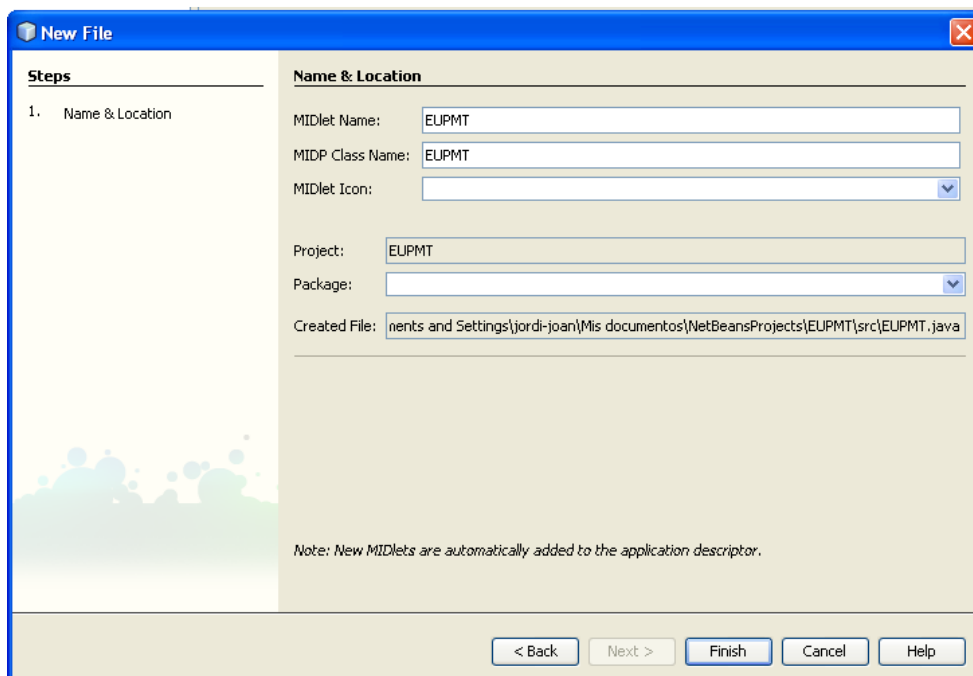 New File
Steps
1. Name & Location
Name & Location
MIDlet Name: EUPMT
MIDP Class Name: EUPMT
MIDlet Icon:
Project: EUPMT
Package:
Created File: nents and Settings\jordi-joan\Mis documentos\NetBeansProjects\EUPMT\src\EUPMT.java
Note: New MIDlets are automatically added to the application descriptor.
< Back Next > Finish Cancel Help